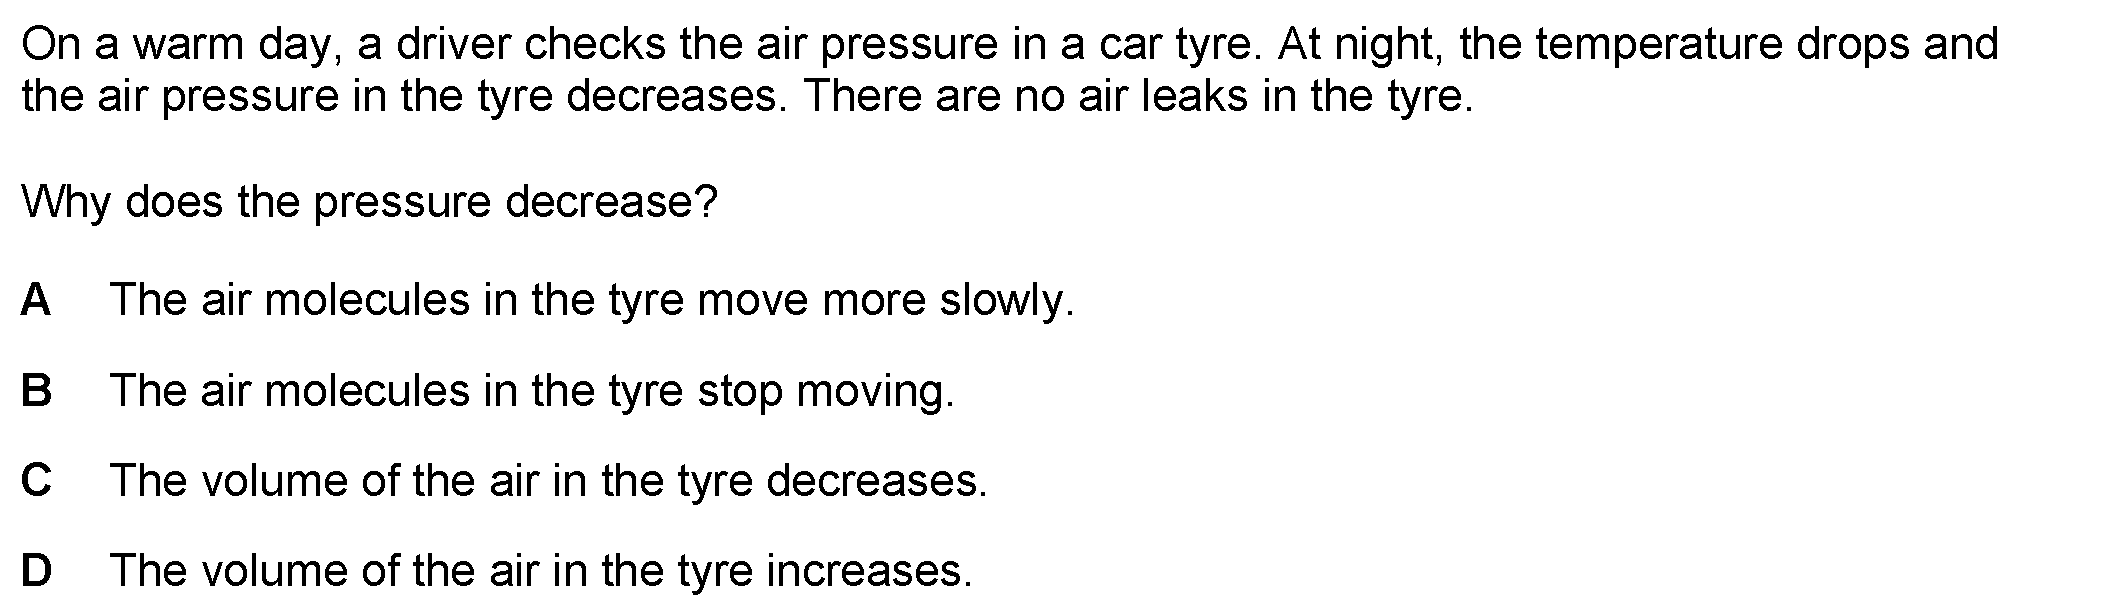 On a warm day, a driver checks the air pressure in a car tyre. At night, the temperature drops and
the air pressure in the tyre decreases. There are no air leaks in the tyre.
Why does the pressure decrease?
A The air molecules in the tyre move more slowly.
B The air molecules in the tyre stop moving.
C The volume of the air in the tyre decreases.
D The volume of the air in the tyre increases.